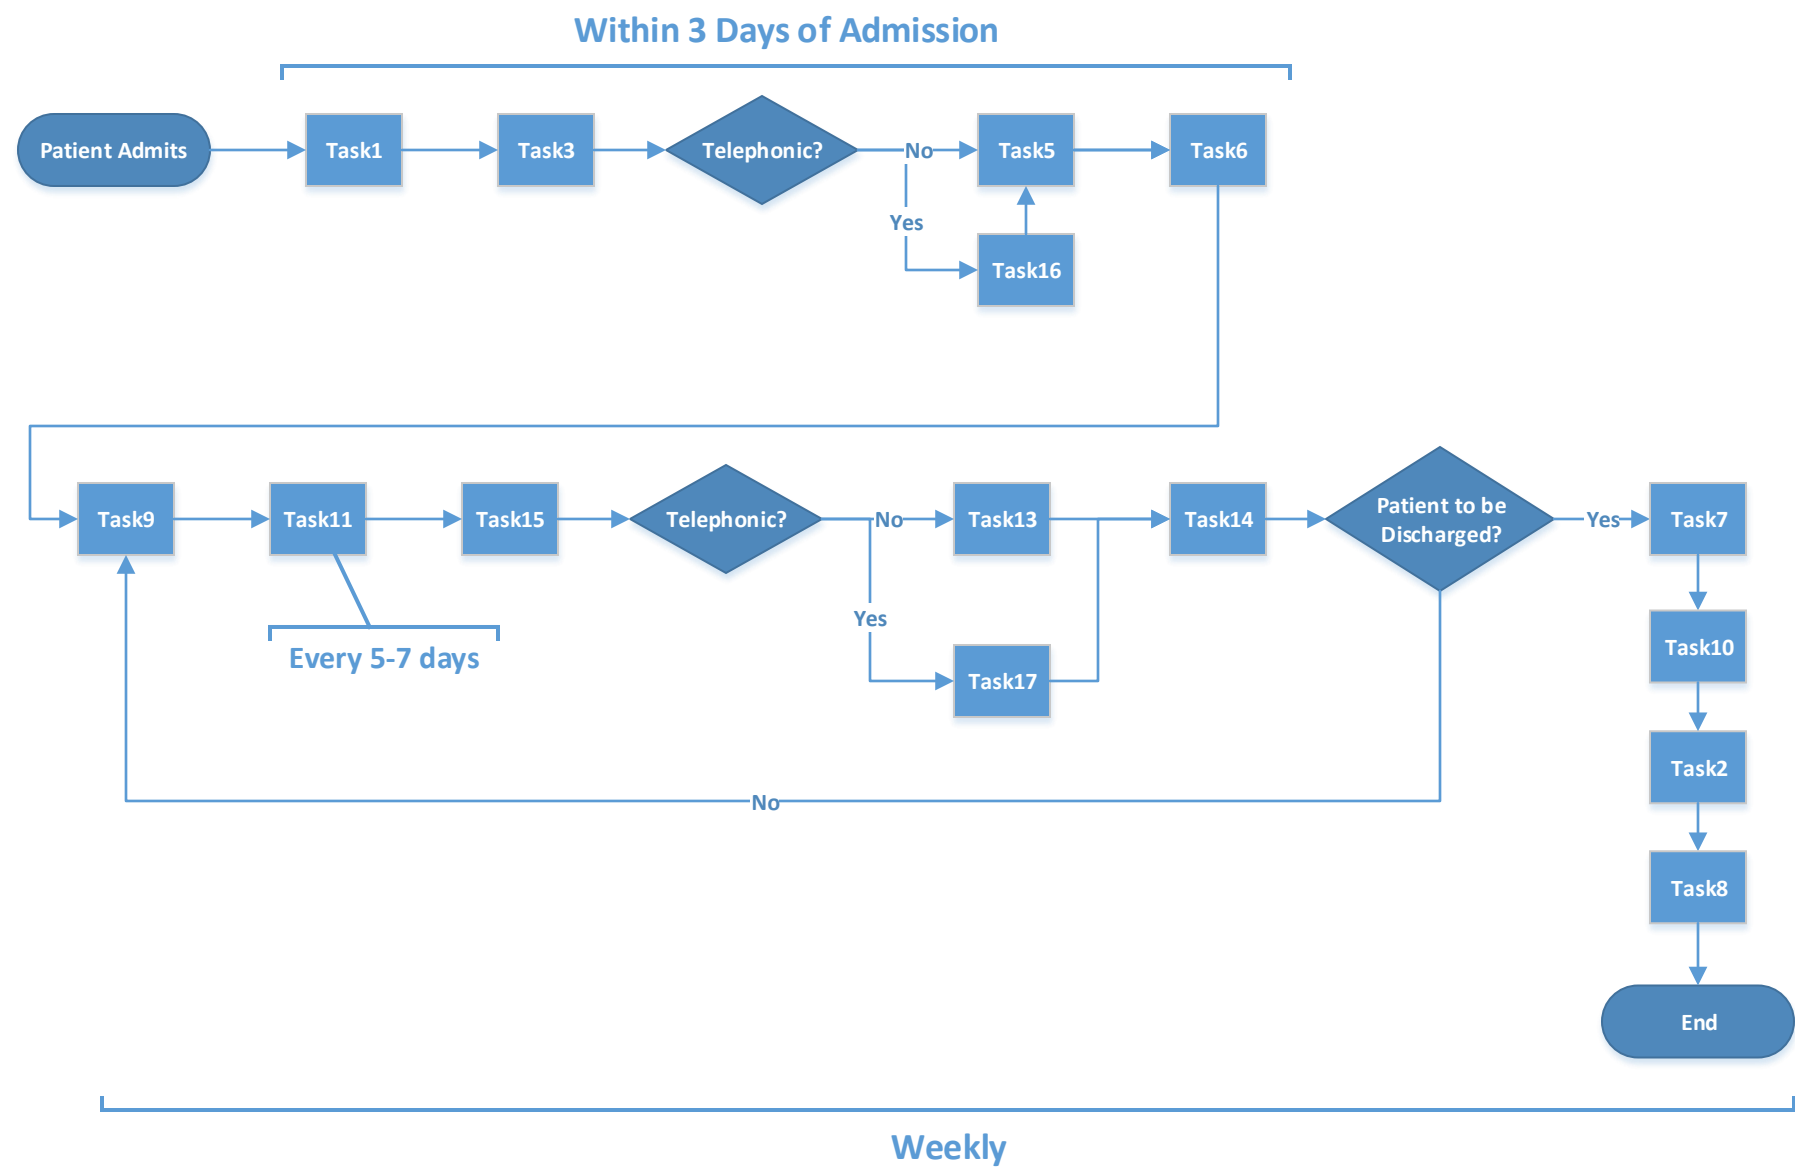 Within 3 Days of Admission
Patient Admits
Task1
Task3
Telephonic?
No
Task5
Task6
Yes
Task16
Task9
Task11
Task15
Telephonic?
No
Task13
Task14
Patient to be
Discharged?
Yes
Task7
Every 5-7 days
Yes
Task17
Task10
No
Task2
Task8
End
Weekly